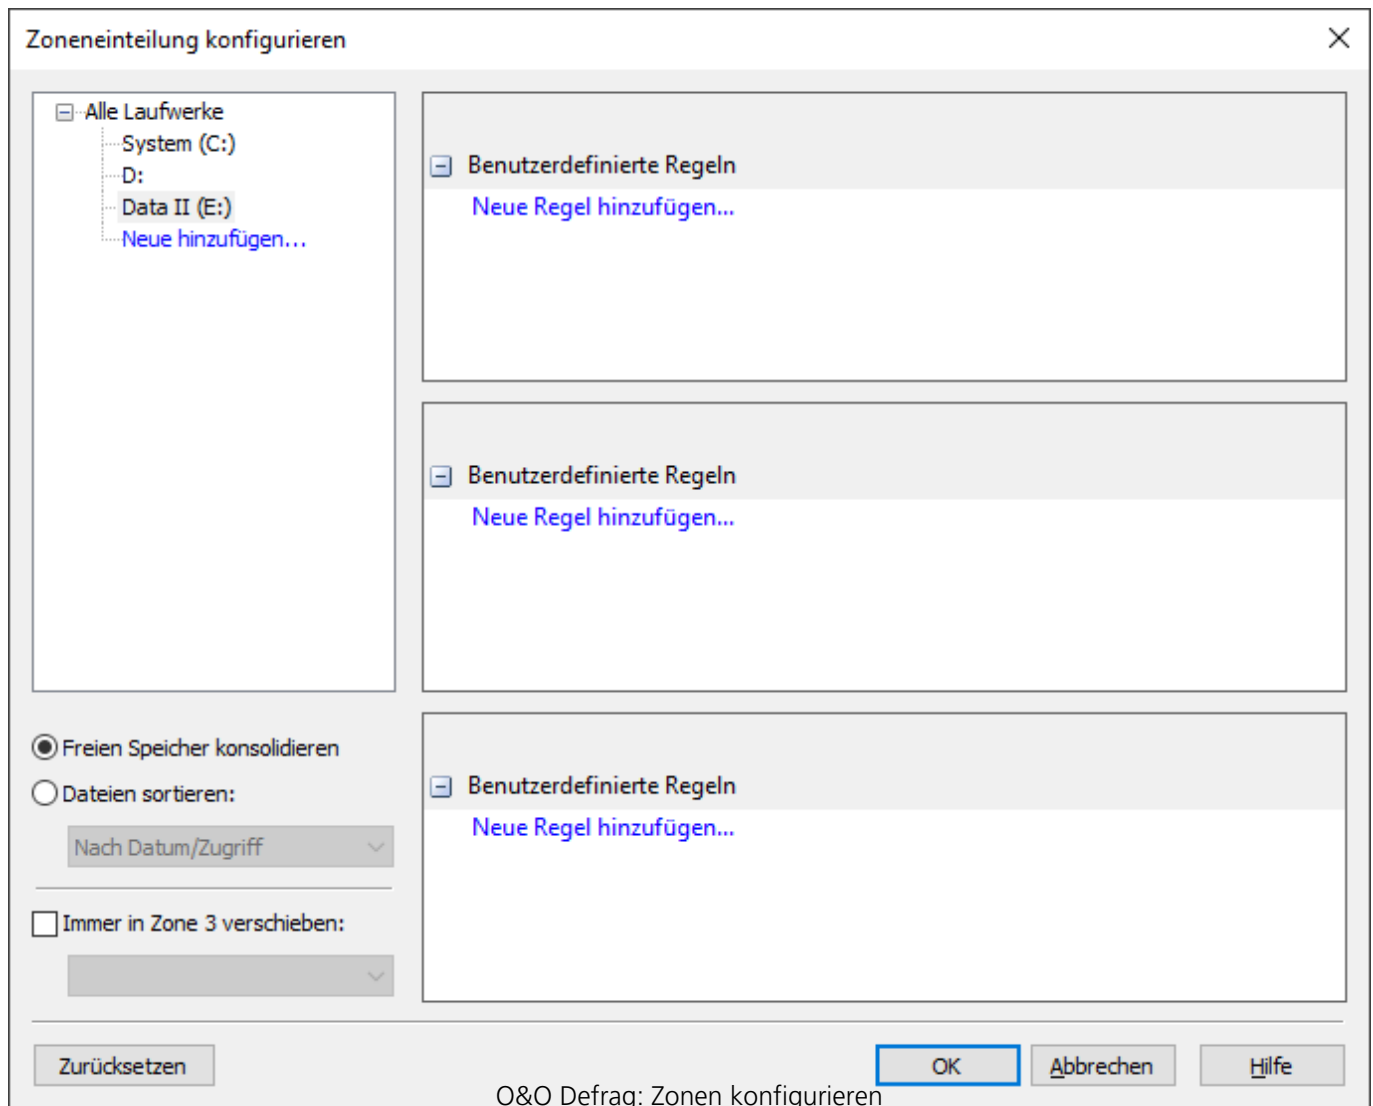 Zoneneinteilung konfigurieren
Alle Laufwerke
System (C:)
D:
Data II (E:)
Neue hinzufügen...
Freien Speicher konsolidieren
Dateien sortieren:
Nach Datum/Zugriff
Immer in Zone 3 verschieben:
Benutzerdefinierte Regeln
Neue Regel hinzufügen...
Benutzerdefinierte Regeln
Neue Regel hinzufügen...
Benutzerdefinierte Regeln
Neue Regel hinzufügen...
Zurücksetzen
OK
Abbrechen
Hilfe
O&O Defrag: Zonen konfigurieren